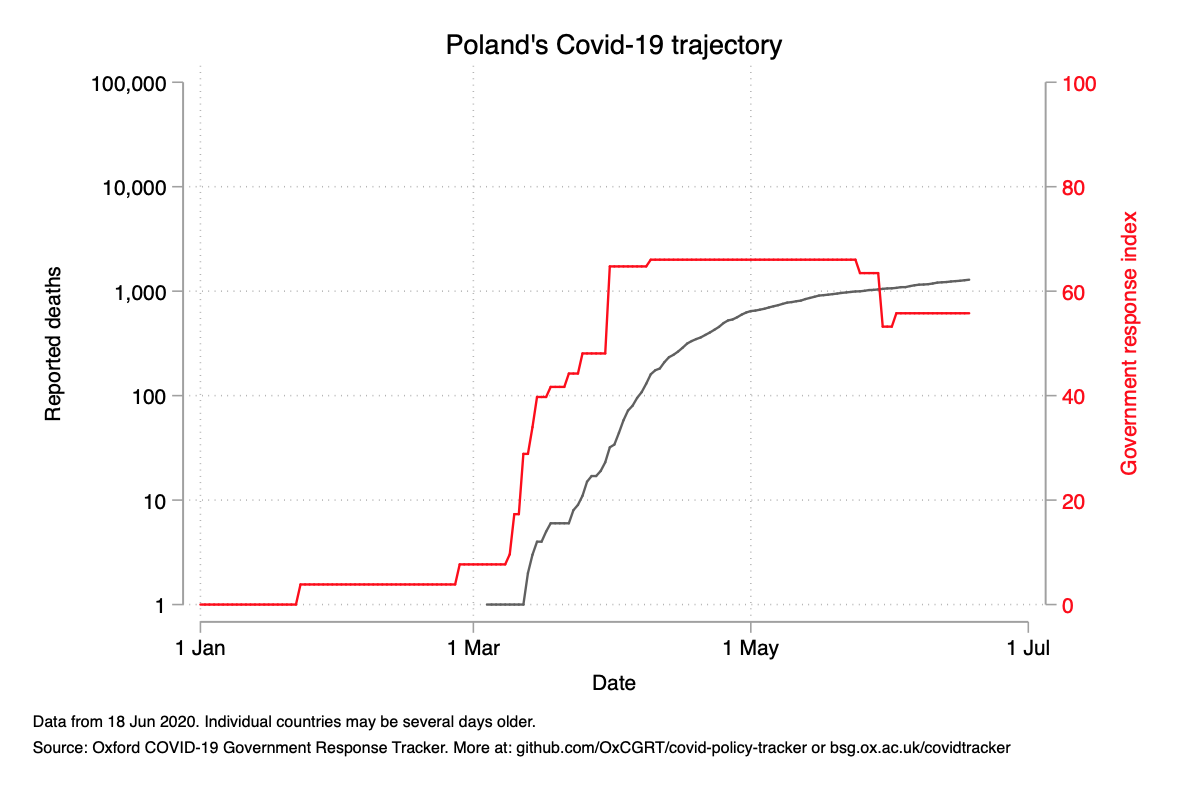 Poland's Covid-19 trajectory
100,000
10,000
1,000
100
10
1
Reported deaths
100
80
60
40
20
0
Government response index
1 Jan
1 Mar
1 May
1 Jul
Date
Data from 18 Jun 2020. Individual countries may be several days older.
Source: Oxford COVID-19 Government Response Tracker. More at: github.com/OxCGRT/covid-policy-tracker or bsg.ox.ac.uk/covidtracker